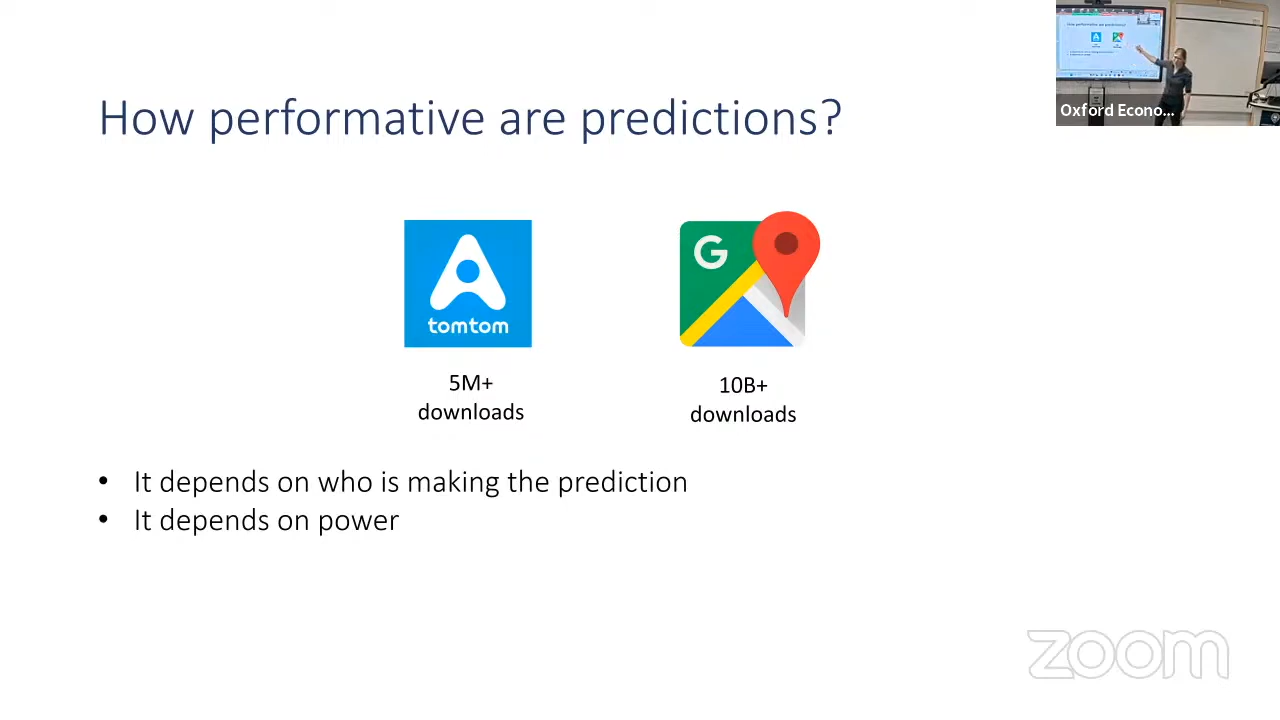 How performative are predictions?
tomtom
G
5M+
downloads
10B+
downloads
• It depends on who is making the prediction
• It depends on power
Oxford Econo...
zoom